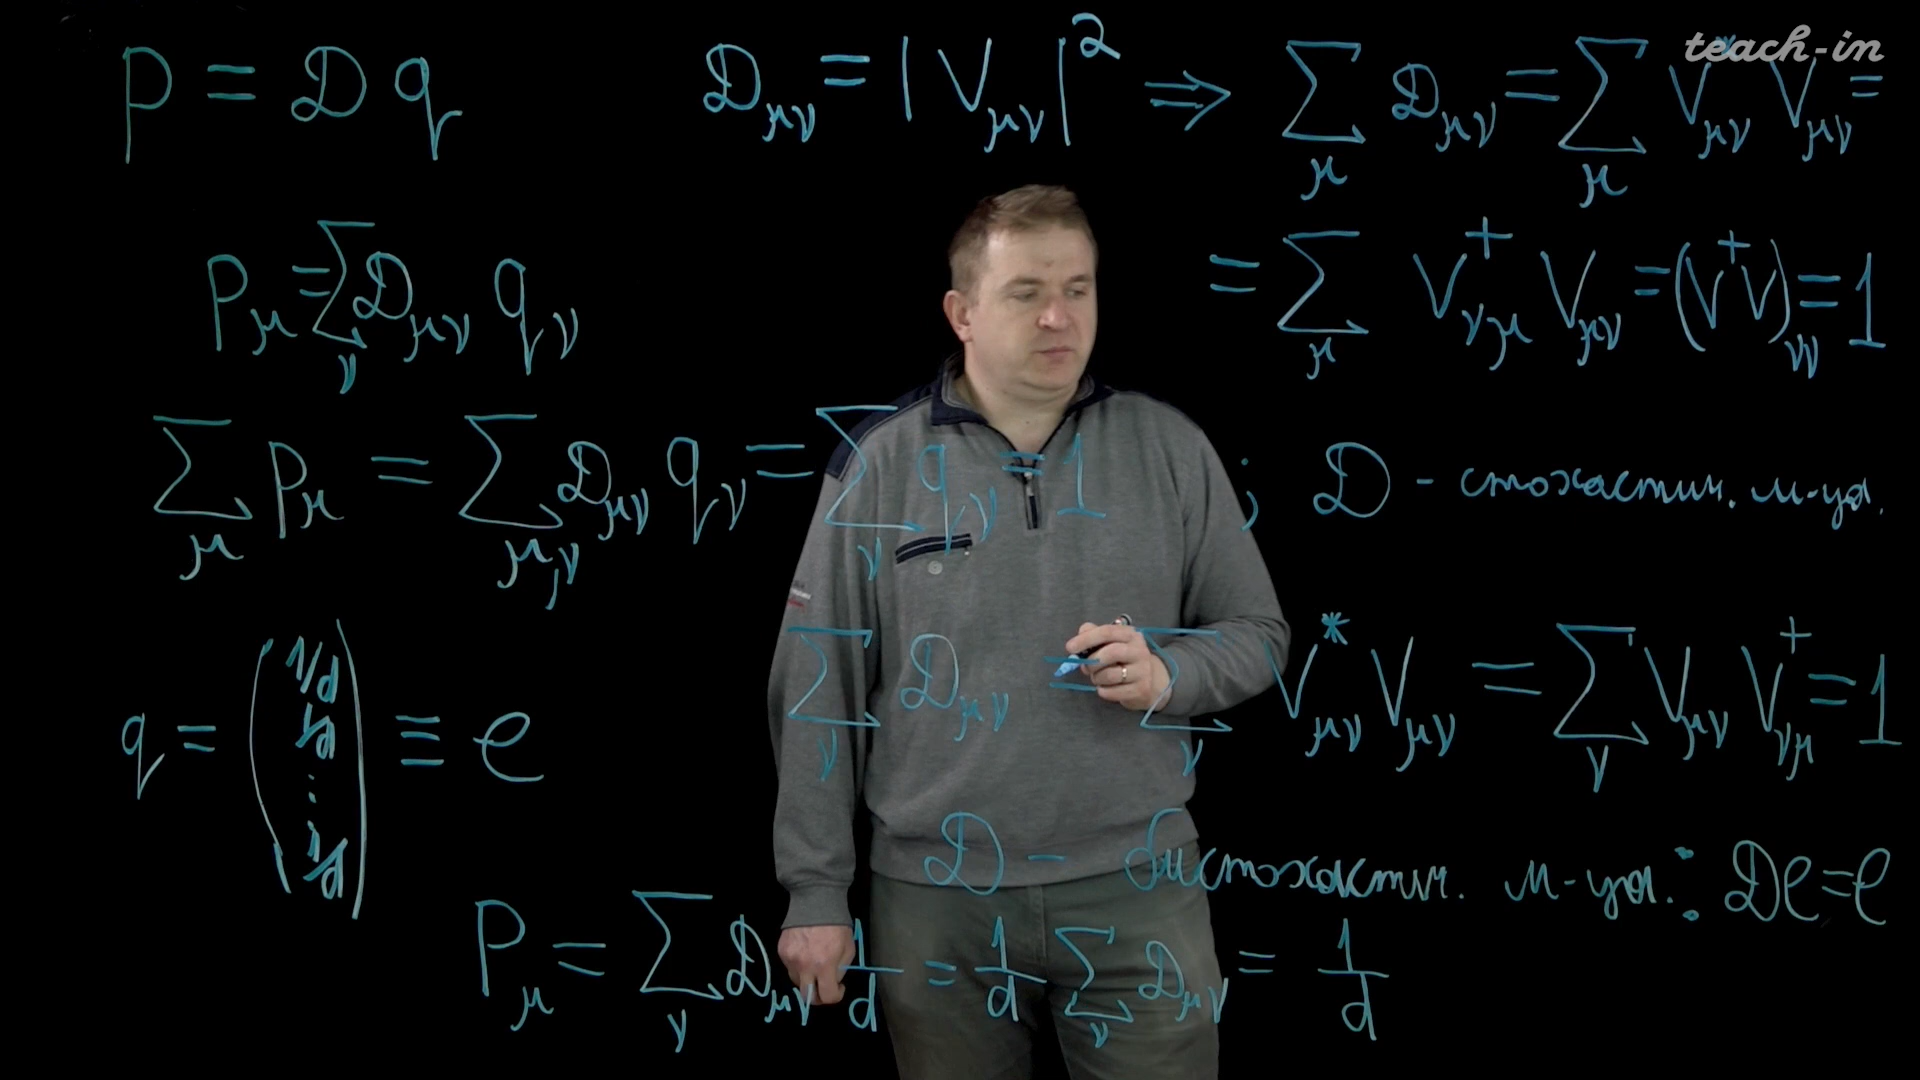 teach-in
p = D q
D_μν = |V_μν|² ⇒ Σ_μ D_μν = Σ_μ V*_μν V_μν =
p_μ = Σ_ν D_μν q_ν
= Σ_μ V⁺_νμ V_μν = (V⁺V)_νν = 1
Σ_μ p_μ = Σ_μ,ν D_μν q_ν = Σ_ν q_ν = 1 ; D - стохастич. м-ца.
q = (1/d 1/d ⋮ 1/d) ≡ e
Σ_ν D_μν = Σ_ν V*_μν V_μν = Σ_ν V_μν V⁺_νμ = 1
D - бистохастич. м-ца : De = e
p_μ = Σ_ν D_μν 1/d = 1/d Σ_ν D_μν = 1/d